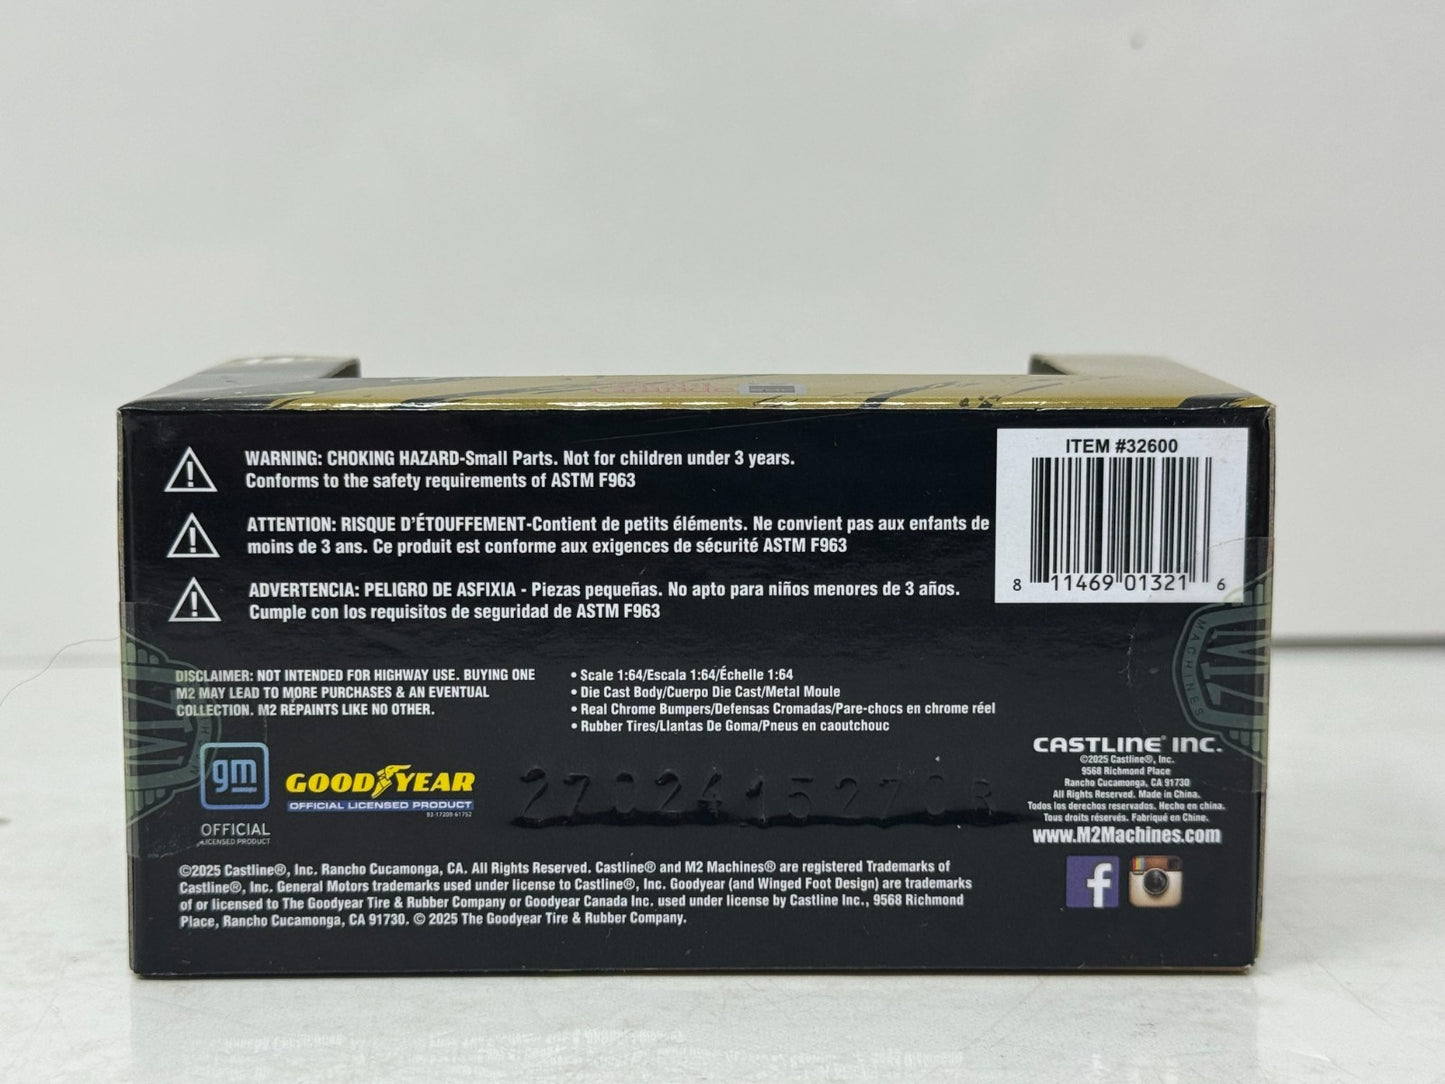 WARNING: CHOKING HAZARD-Small Parts. Not for children under 3 years.
Conforms to the safety requirements of ASTM F963
ATTENTION: RISQUE D'ÉTOUFFEMENT-Contient de petits éléments. Ne convient pas aux enfants de
moins de 3 ans. Ce produit est conforme aux exigences de sécurité ASTM F963
ADVERTENCIA: PELIGRO DE ASFIXIA - Piezas pequeñas. No apto para niños menores de 3 años.
Cumple con los requisitos de seguridad de ASTM F963
ITEM #32600
8 11469 01321 6
DISCLAIMER: NOT INTENDED FOR HIGHWAY USE. BUYING ONE
M2 MAY LEAD TO MORE PURCHASES & AN EVENTUAL
COLLECTION. M2 REPAINTS LIKE NO OTHER.
• Scale 1:64/Escala 1:64/Échelle 1:64
• Die Cast Body/Cuerpo Die Cast/Metal Moule
• Real Chrome Bumpers/Defensas Cromadas/Pare-chocs en chrome réel
• Rubber Tires/Llantas De Goma/Pneus en caoutchouc
M2
M2
MACHINES
gm
OFFICIAL
LICENSED PRODUCT
GOODYEAR
OFFICIAL LICENSED PRODUCT
CASTLINE® INC.
©2025 Castline®, Inc.
9568 Richmond Place
Rancho Cucamonga, CA 91730
All Rights Reserved. Made in China.
Todos los derechos reservados. Hecho en china.
Tous droits réservés. Fabriqué en Chine.
www.M2Machines.com
f
©2025 Castline®, Inc. Rancho Cucamonga, CA. All Rights Reserved. Castline® and M2 Machines® are registered Trademarks of
Castline®, Inc. General Motors trademarks used under license to Castline®, Inc. Goodyear (and Winged Foot Design) are trademarks
of or licensed to The Goodyear Tire & Rubber Company or Goodyear Canada Inc. used under license by Castline Inc., 9568 Richmond
Place, Rancho Cucamonga, CA 91730. © 2025 The Goodyear Tire & Rubber Company.